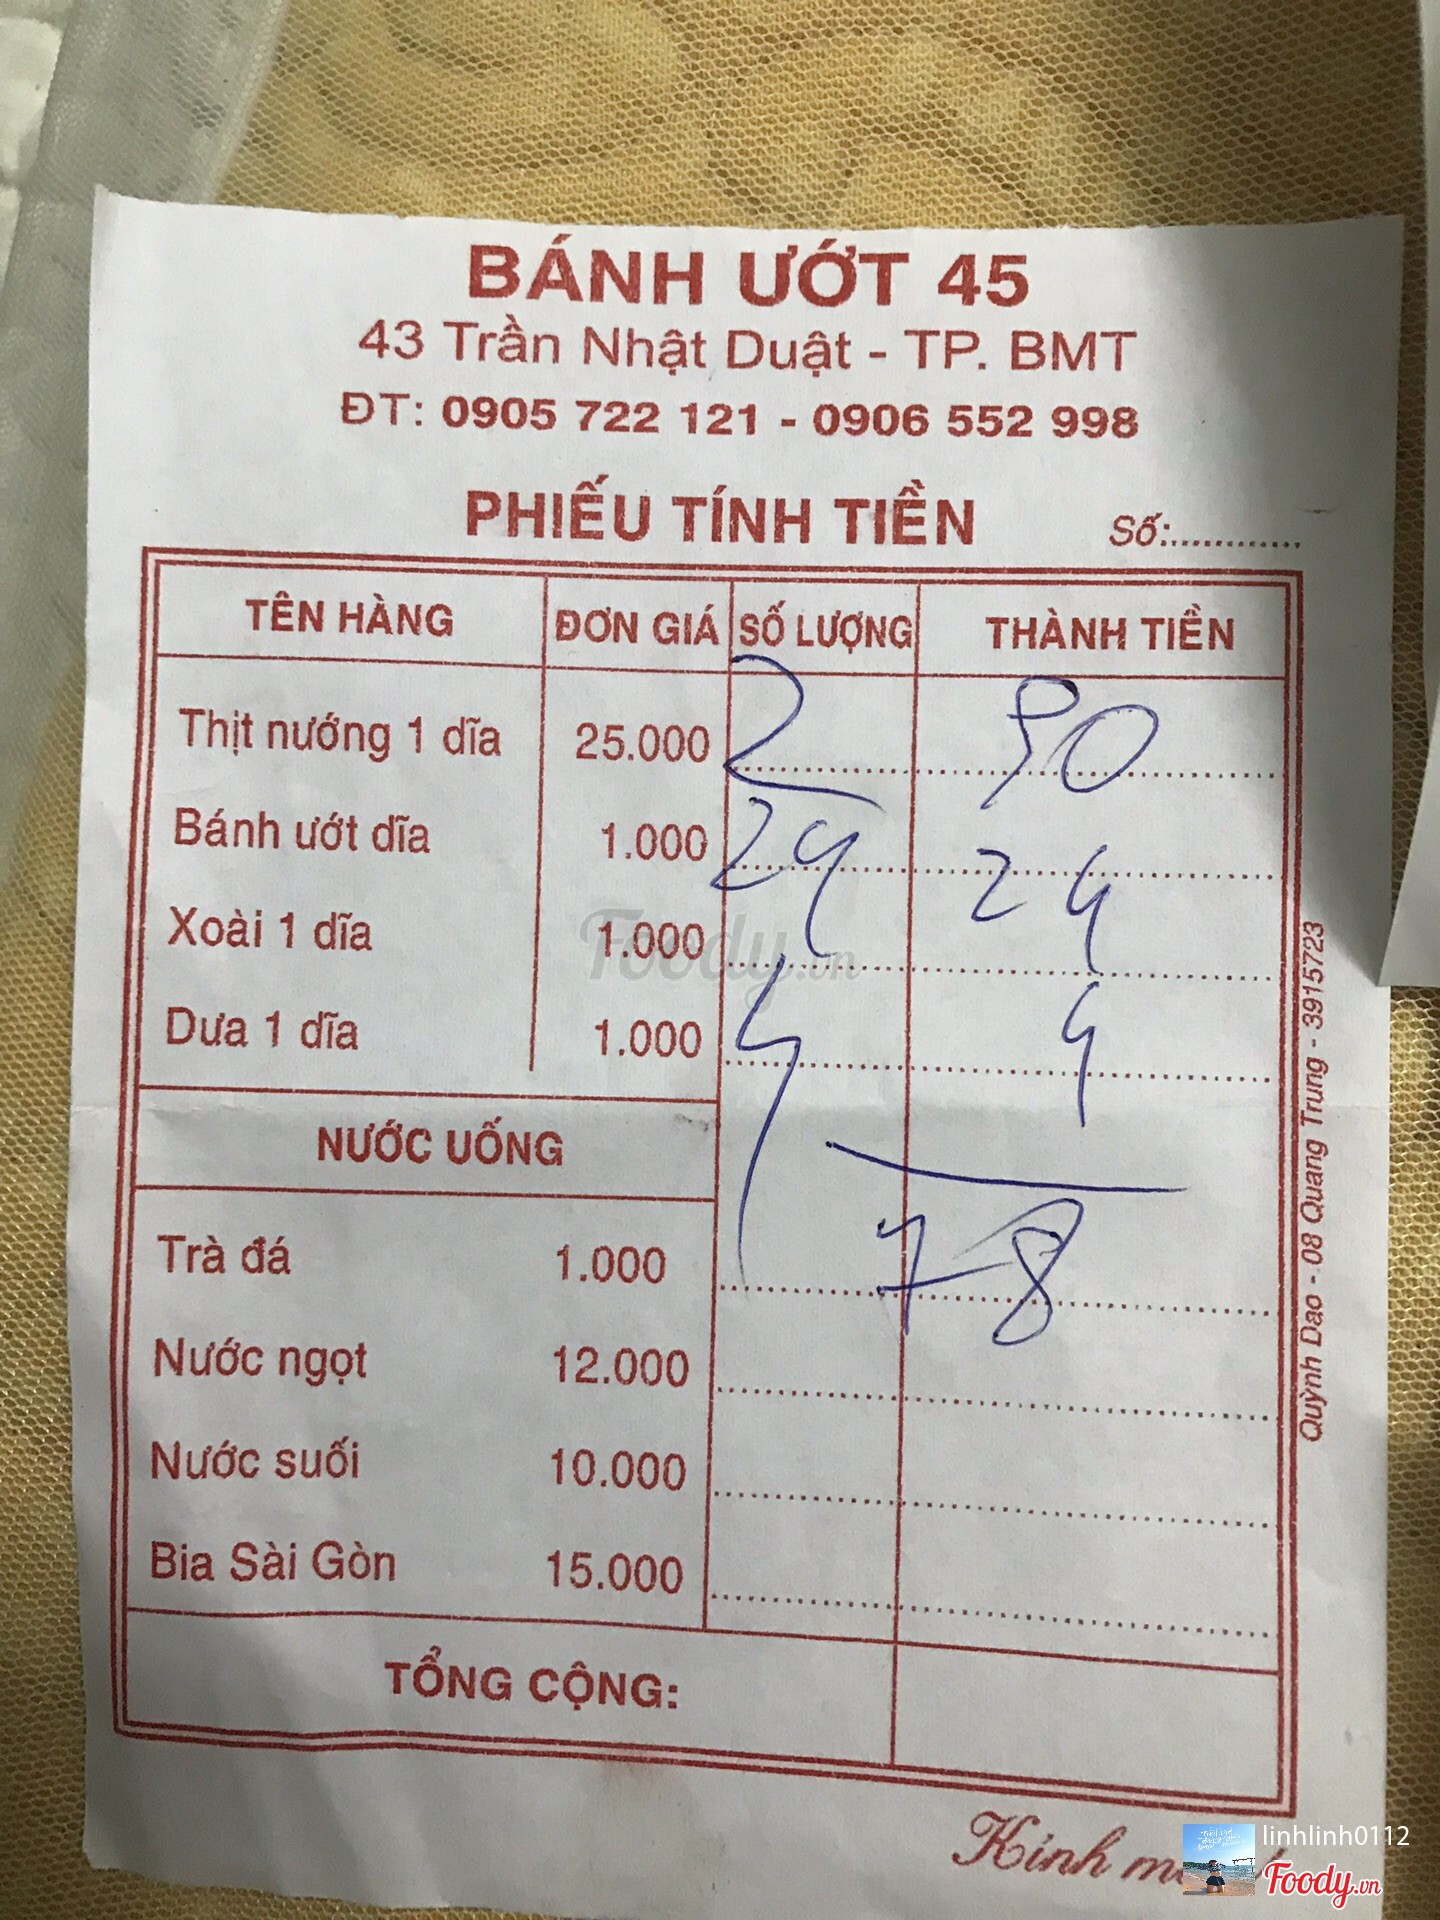 BÁNH ƯỚT 45
43 Trần Nhật Duật - TP. BMT
ĐT: 0905 722 121 - 0906 552 998
PHIẾU TÍNH TIỀN Số:.............
TÊN HÀNG ĐƠN GIÁ SỐ LƯỢNG THÀNH TIỀN
Thịt nướng 1 dĩa 25.000 2 50
Bánh ướt dĩa 1.000 24 24
Xoài 1 dĩa 1.000
Dưa 1 dĩa 1.000 4 4
NƯỚC UỐNG
Trà đá 1.000 78
Nước ngọt 12.000
Nước suối 10.000
Bia Sài Gòn 15.000
TỔNG CỘNG:
Quỳnh Dao - 08 Quang Trung - 3915723
Kính
Foody.vn
linhlinh0112
Foody.vn